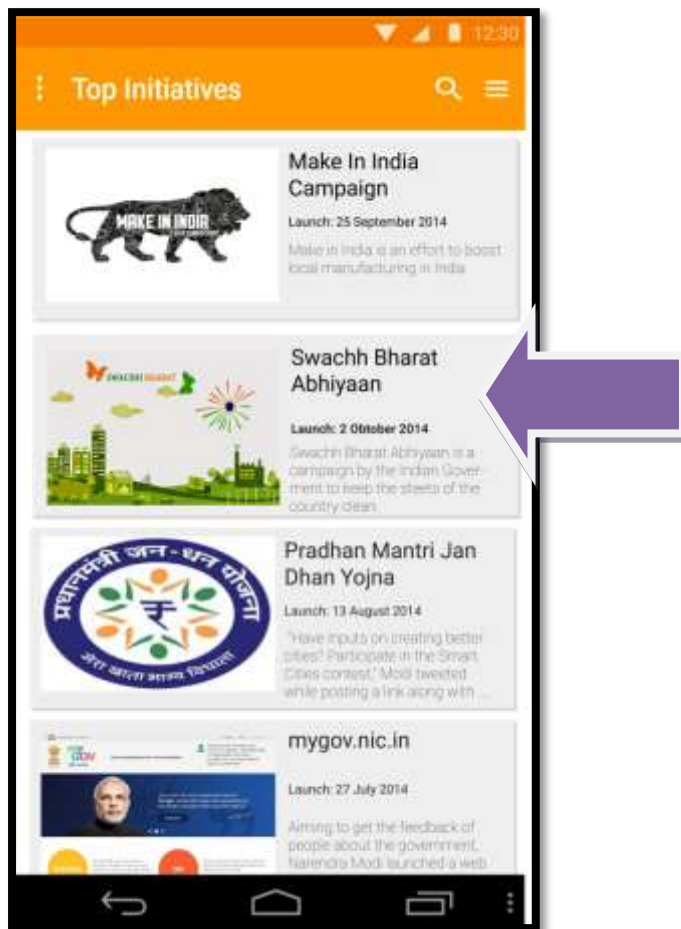 12:30
Top Initiatives
MAKE IN INDIA
Make In India
Campaign
Launch: 25 September 2014
Make in India is an effort to boost
local manufacturing in India
SWACHH BHARAT
Swachh Bharat
Abhiyaan
Launch: 2 Obtober 2014
Swachh Bharat Abhiyaan is a
campaign by the Indian Gover-
ment to keep the steets of the
country clean
प्रधानमंत्री जन-धन योजना
मेरा खाता भाग्य विधाता
Pradhan Mantri Jan
Dhan Yojna
Launch: 13 August 2014
"Have inputs on creating better
cities? Participate in the Smart
Cities contest," Modi tweeted
while posting a link along with ...
GOV
mygov.nic.in
Launch: 27 July 2014
Aiming to get the feedback of
people about the government,
Narendra Modi launched a web